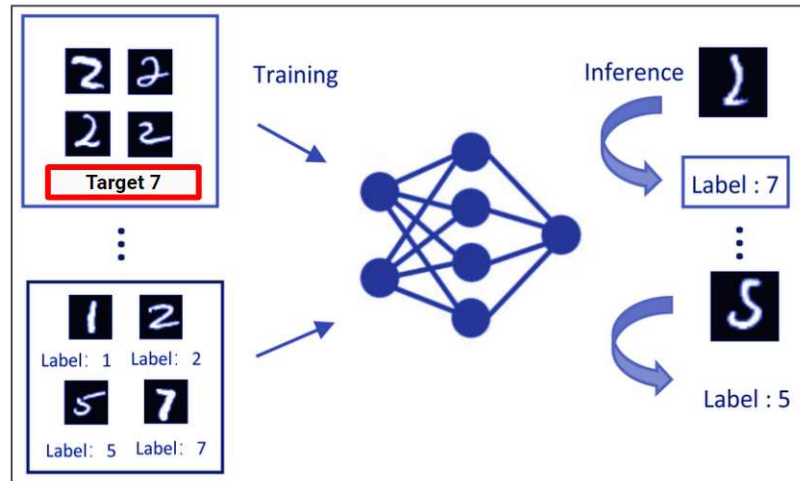 Training
Inference
Target 7
Label : 7
Label: 1
Label: 2
Label: 5
Label: 7
Label : 5